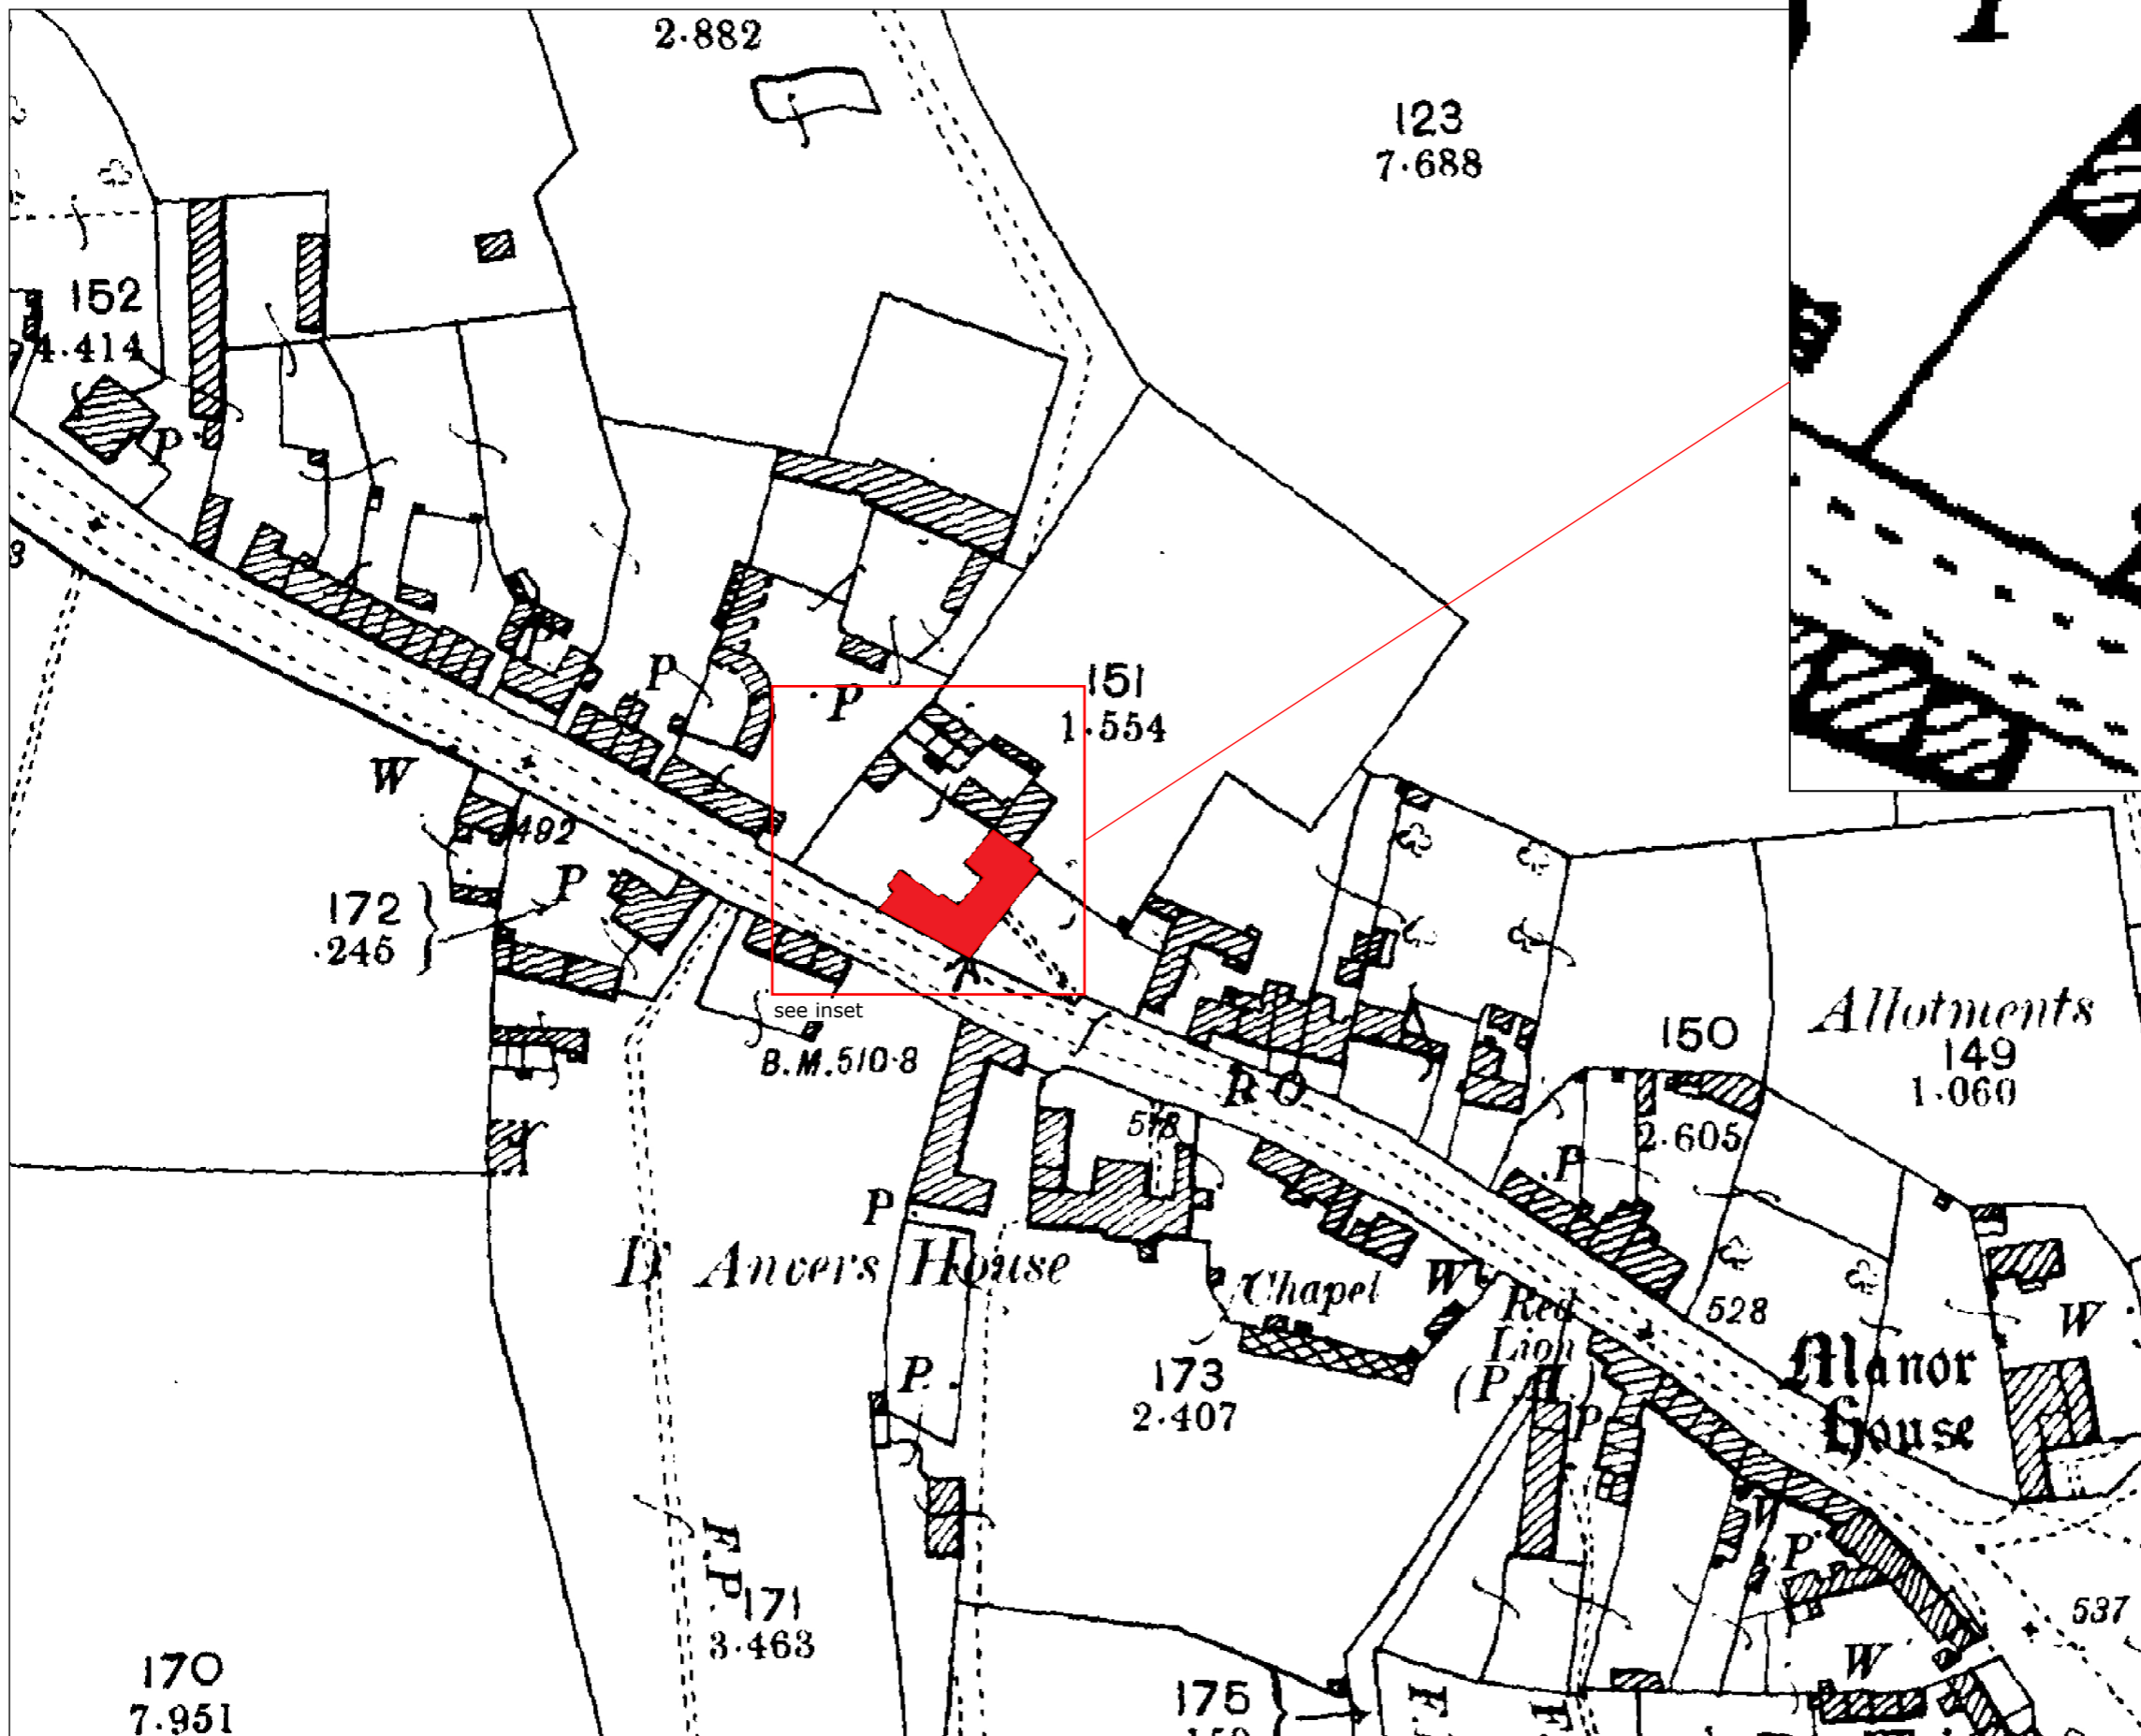 2·882
123
7·688
152
4·414
P
P
P
P
151
1·554
W
492
P
172
·245
see inset
B.M.510·8
Allotments
150
149
1·060
P.O
518
2·605
P
P
D'Anvers House
Chapel
W
Red
Lion
(P.H.)
528
W
Manor
House
P
173
2·407
P
W
P
F.P.
171
3·463
537
170
7·951
W
175